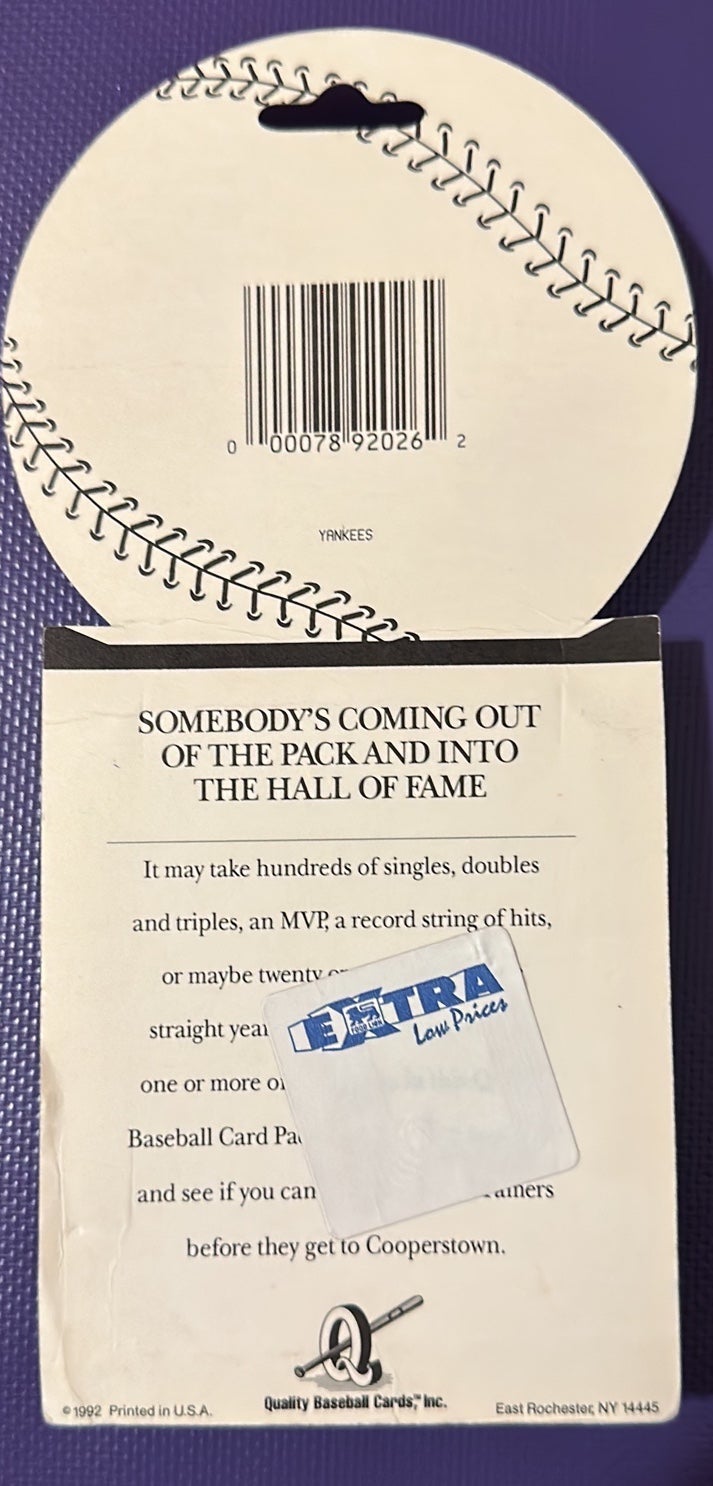 0 00078 92026 2
YANKEES
SOMEBODY'S COMING OUT
OF THE PACK AND INTO
THE HALL OF FAME
It may take hundreds of singles, doubles
and triples, an MVP, a record string of hits,
or maybe twenty
straight
one or more
Baseball Card
and see if you can
before they get to Cooperstown.
EXTRA
FOOD LION
Low Prices
Q
Quality Baseball Cards,™ Inc.
©1992 Printed in U.S.A.
East Rochester, NY 14445